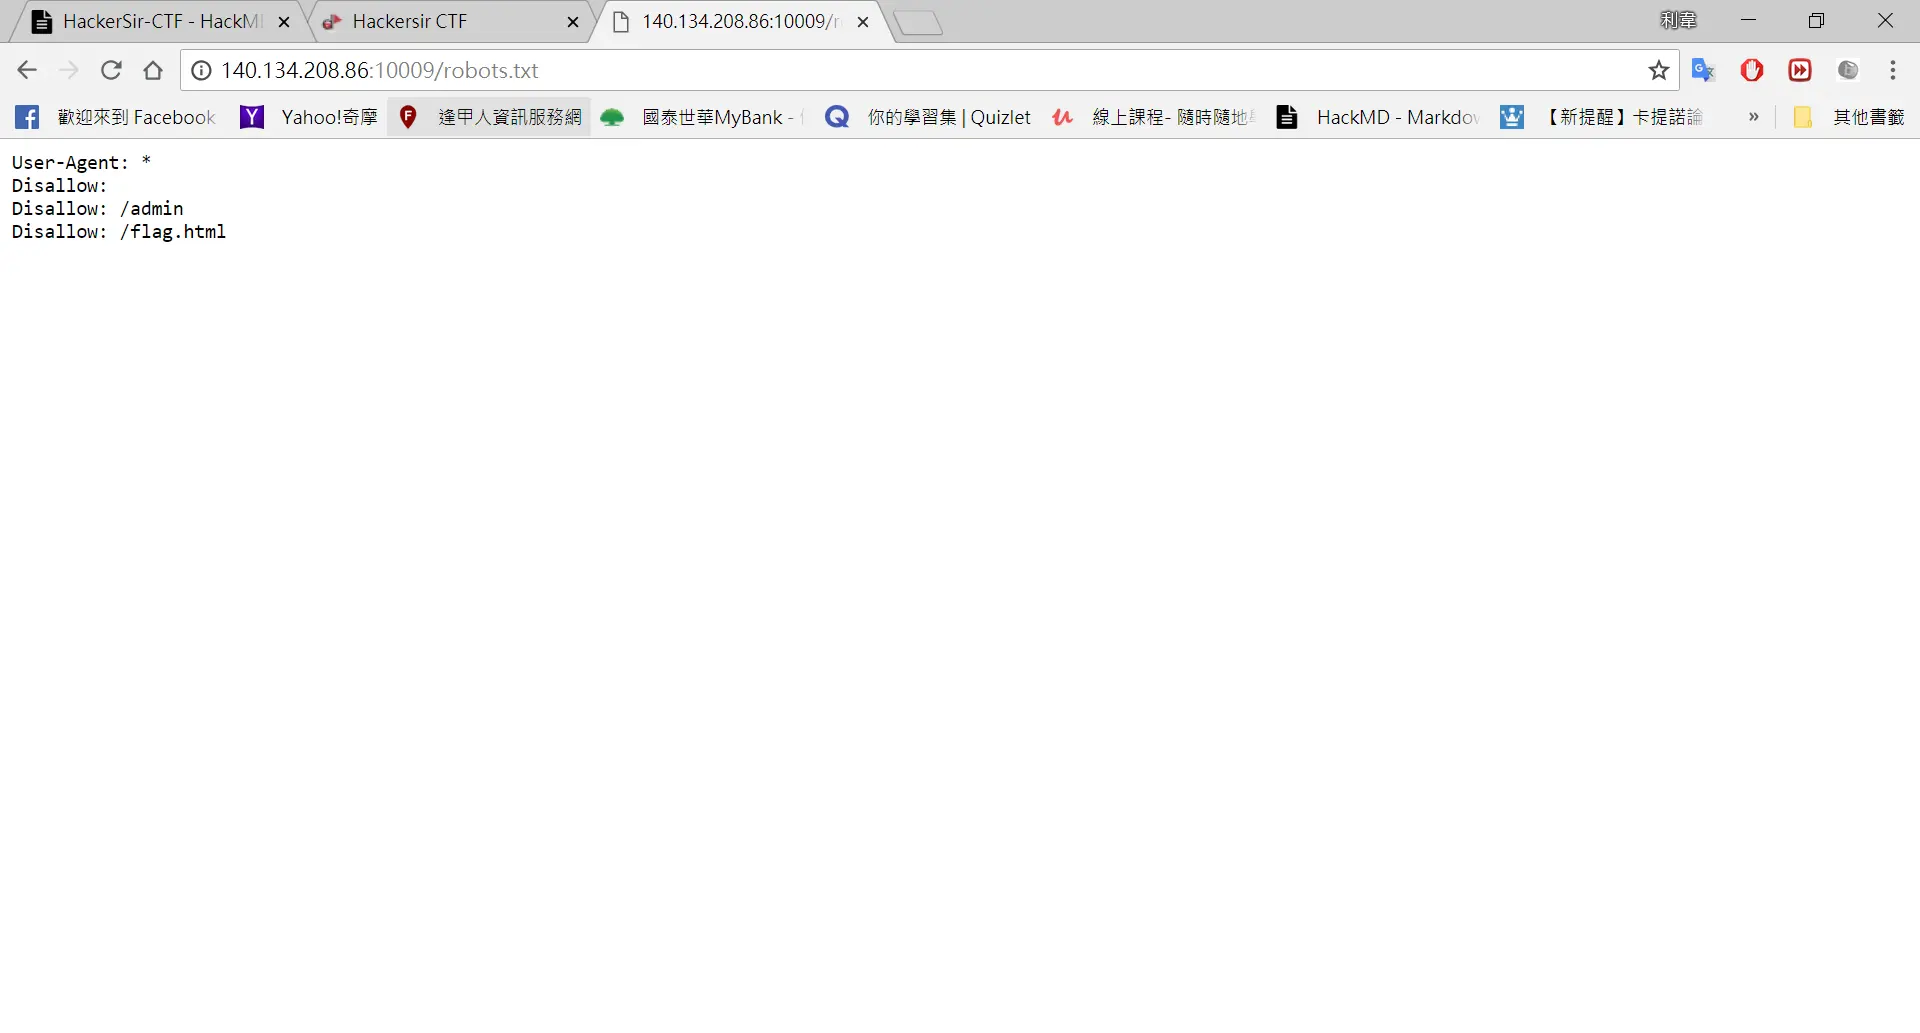 HackerSir-CTF - HackM
Hackersir CTF
140.134.208.86:10009/r
利韋
140.134.208.86:10009/robots.txt
歡迎來到 Facebook
Yahoo!奇摩
逢甲人資訊服務網
國泰世華MyBank -
你的學習集 | Quizlet
線上課程- 隨時隨地
HackMD - Markdov
【新提醒】卡提諾論
»
其他書籤
User-Agent: *
Disallow:
Disallow: /admin
Disallow: /flag.html